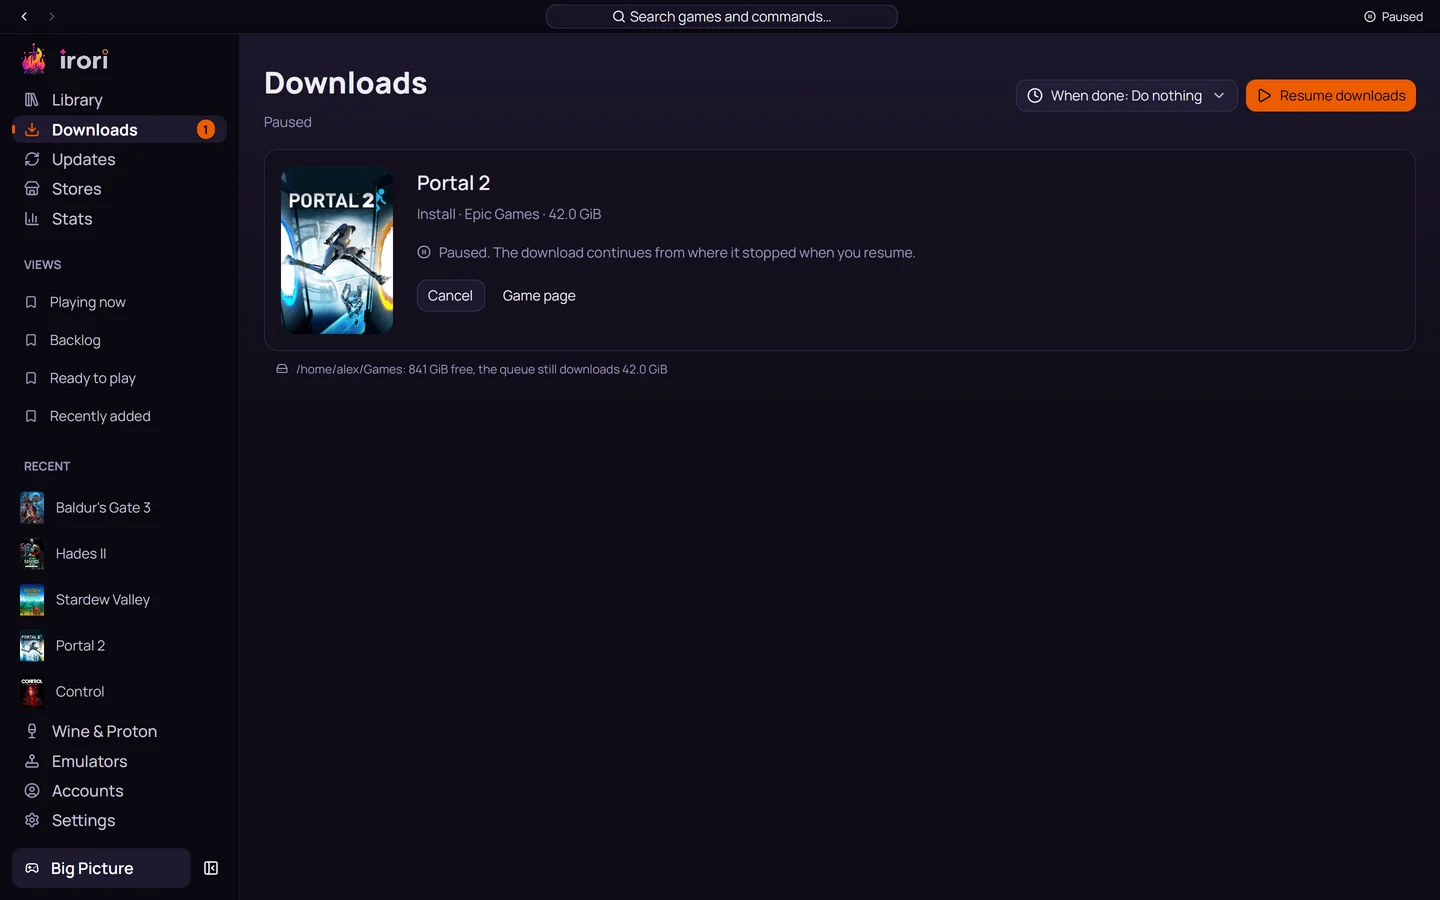 Search games and commands...
Paused
irori
Library
Downloads
1
Updates
Stores
Stats
VIEWS
Playing now
Backlog
Ready to play
Recently added
RECENT
Baldur's Gate 3
Hades II
Stardew Valley
PORTAL 2
Portal 2
CONTROL
Control
Wine & Proton
Emulators
Accounts
Settings
Big Picture
Downloads
Paused
When done: Do nothing
Resume downloads
PORTAL 2
Portal 2
Install · Epic Games · 42.0 GiB
Paused. The download continues from where it stopped when you resume.
Cancel
Game page
/home/alex/Games: 841 GiB free, the queue still downloads 42.0 GiB